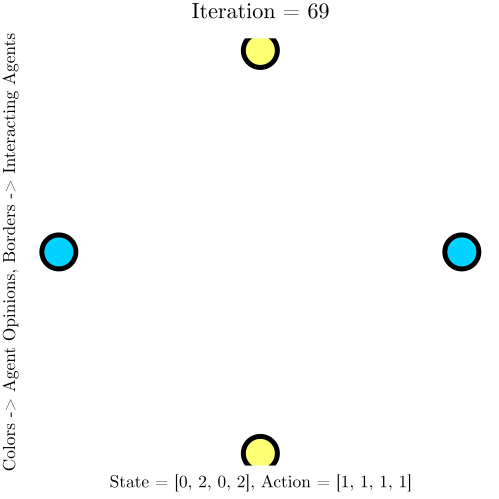 Iteration = 69
Colors -> Agent Opinions, Borders -> Interacting Agents
State = [0, 2, 0, 2], Action = [1, 1, 1, 1]